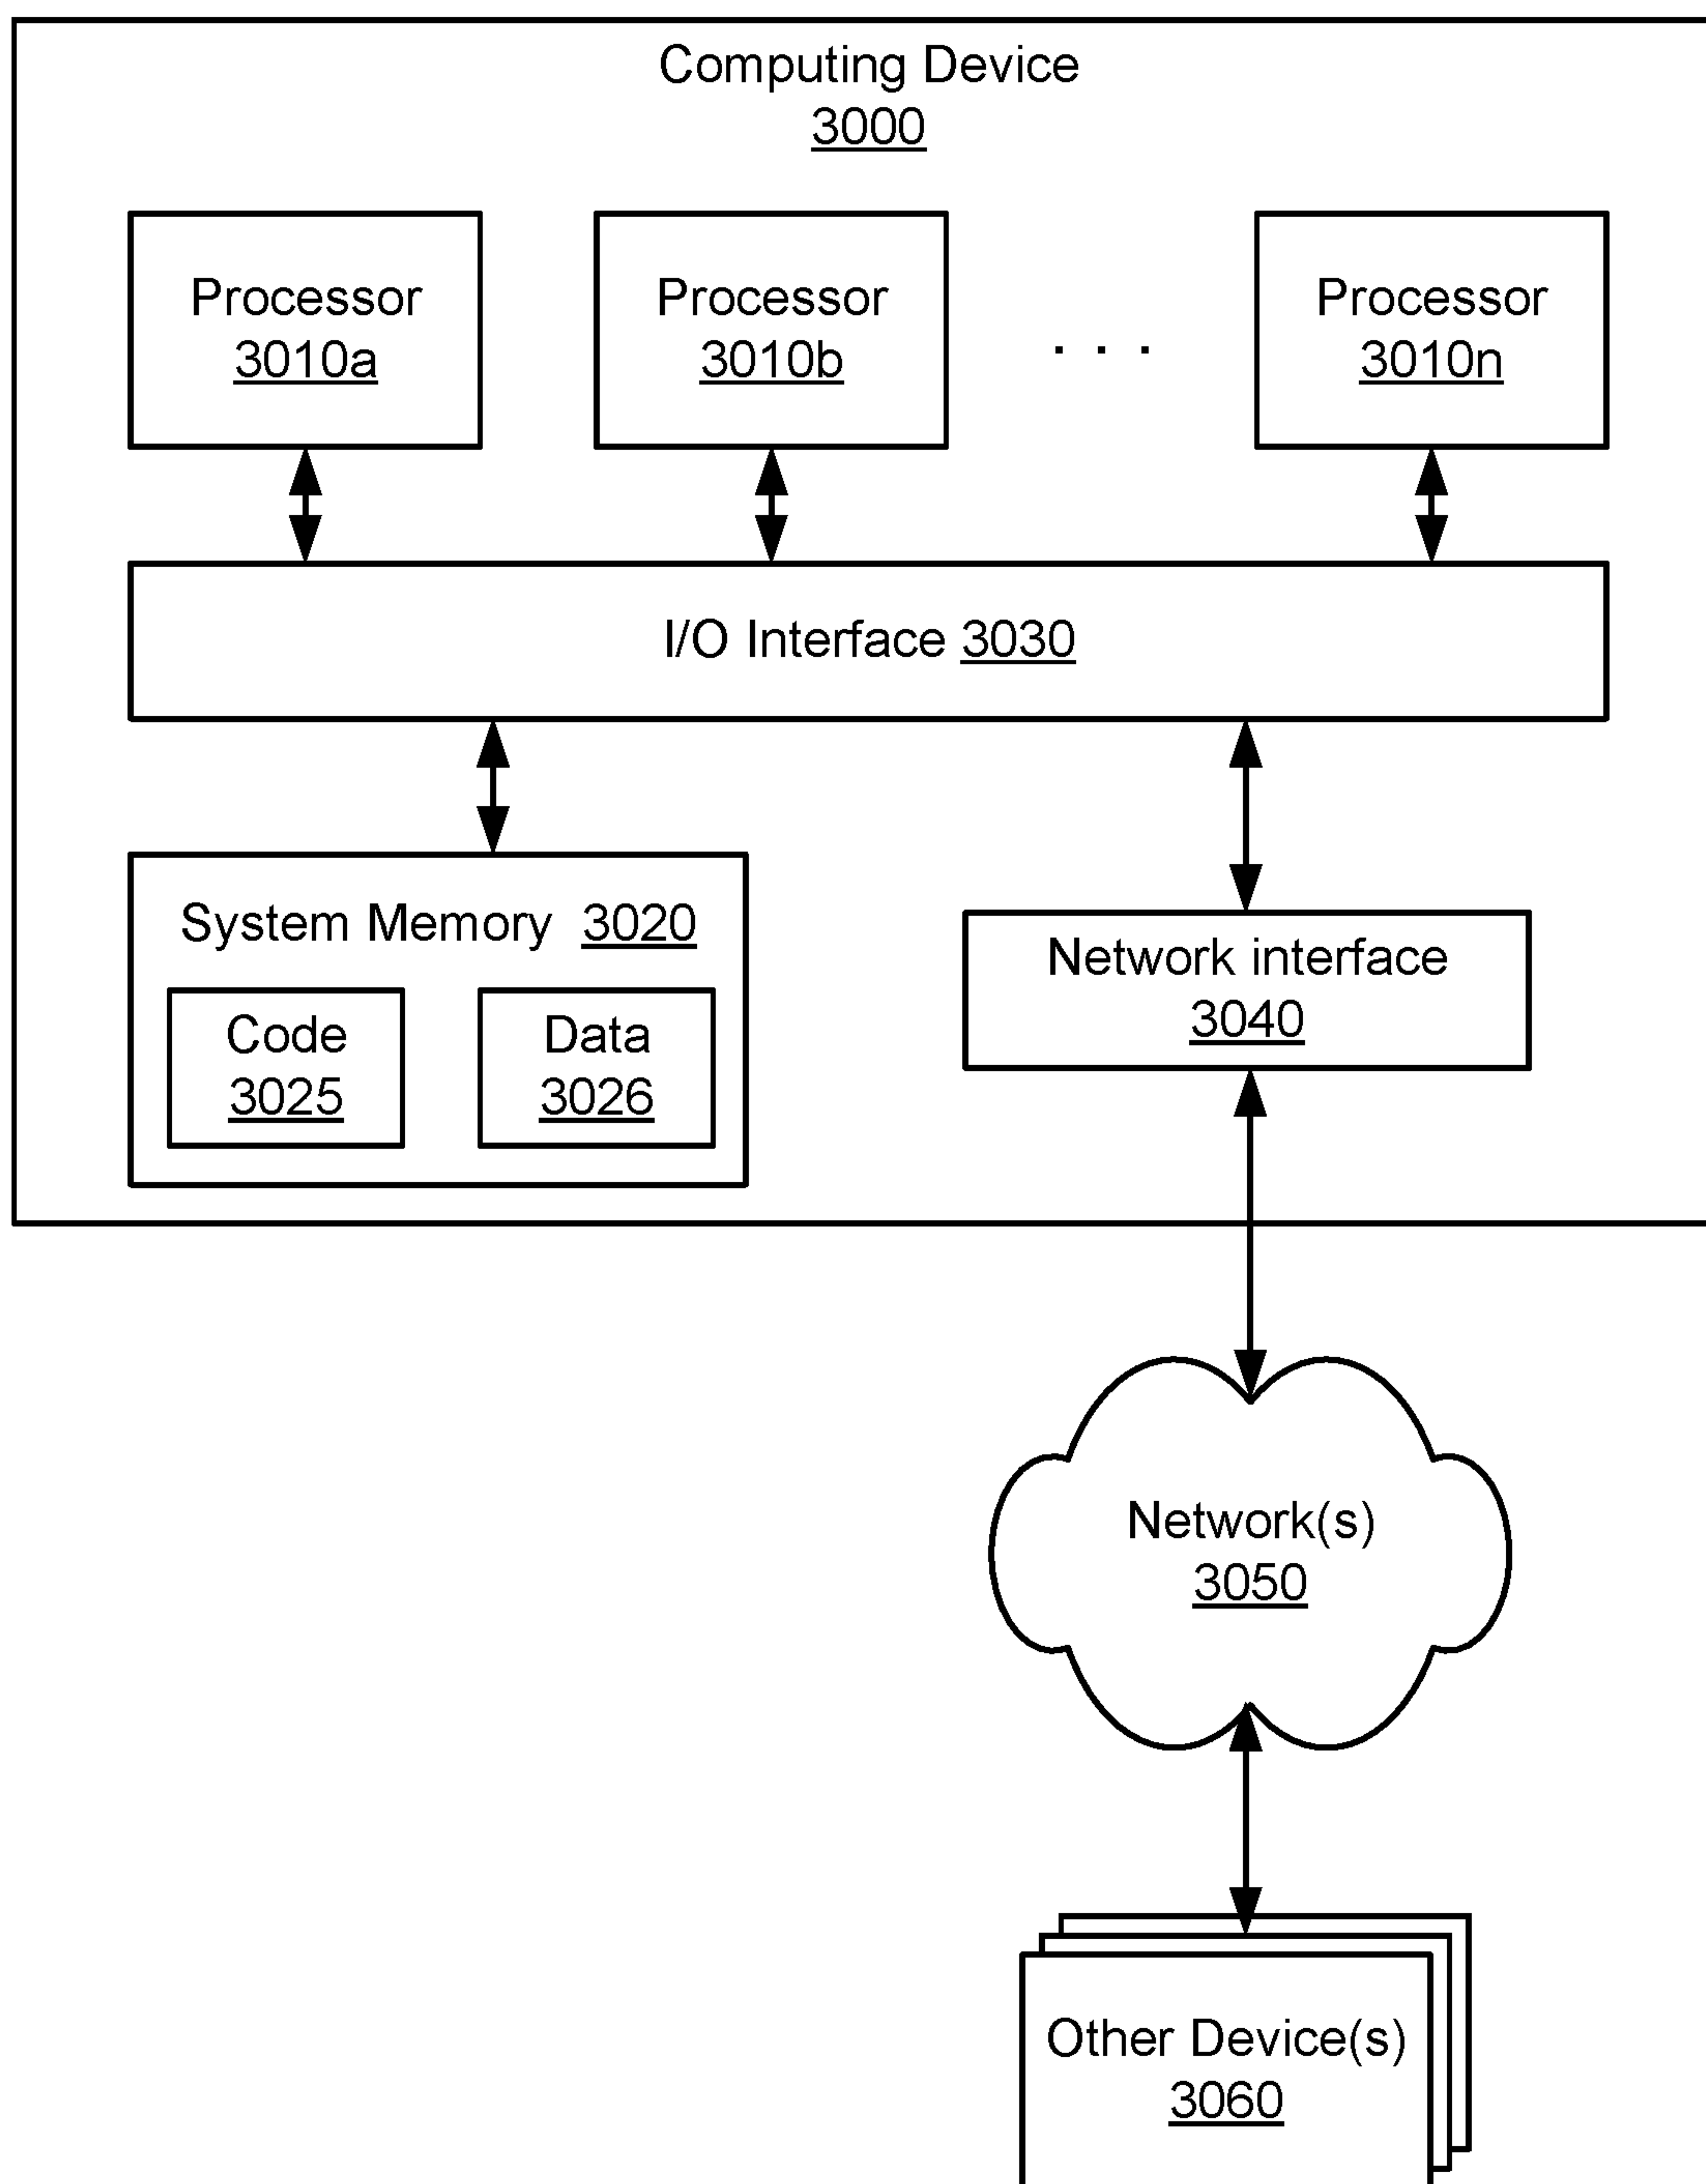 Computing Device
3000
Processor
3010a
Processor
3010b
. . .
Processor
3010n
I/O Interface 3030
System Memory 3020
Code
3025
Data
3026
Network interface
3040
Network(s)
3050
Other Device(s)
3060